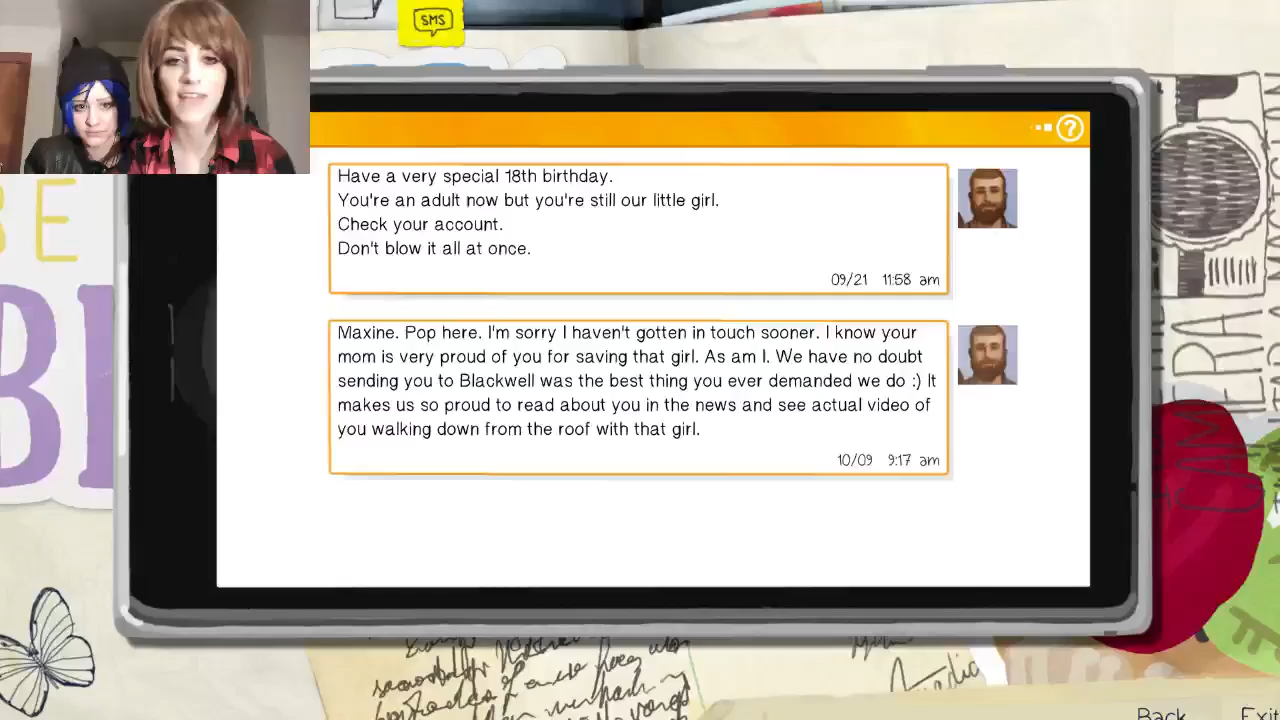 SMS
BE
Have a very special 18th birthday.
You're an adult now but you're still our little girl.
Check your account.
Don't blow it all at once.
09/21 11:58 am
Maxine. Pop here. I'm sorry I haven't gotten in touch sooner. I know your
mom is very proud of you for saving that girl. As am I. We have no doubt
sending you to Blackwell was the best thing you ever demanded we do :) It
makes us so proud to read about you in the news and see actual video of
you walking down from the roof with that girl.
10/09 9:17 am
Back
Exit